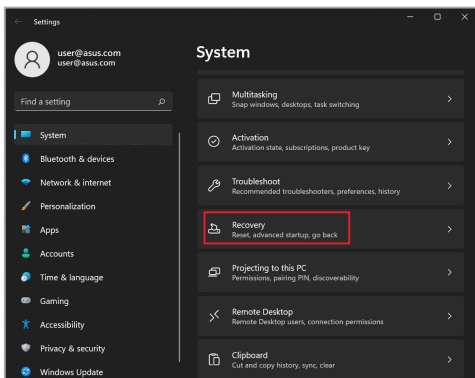 Settings
user@asus.com
user@asus.com
Find a setting
System
Bluetooth & devices
Network & internet
Personalization
Apps
Accounts
Time & language
Gaming
Accessibility
Privacy & security
Windows Update
System
Multitasking
Snap windows, desktops, task switching
Activation
Activation state, subscriptions, product key
Troubleshoot
Recommended troubleshooters, preferences, history
Recovery
Reset, advanced startup, go back
Projecting to this PC
Permissions, pairing PIN, discoverability
Remote Desktop
Remote Desktop users, connection permissions
Clipboard
Cut and copy history, sync, clear